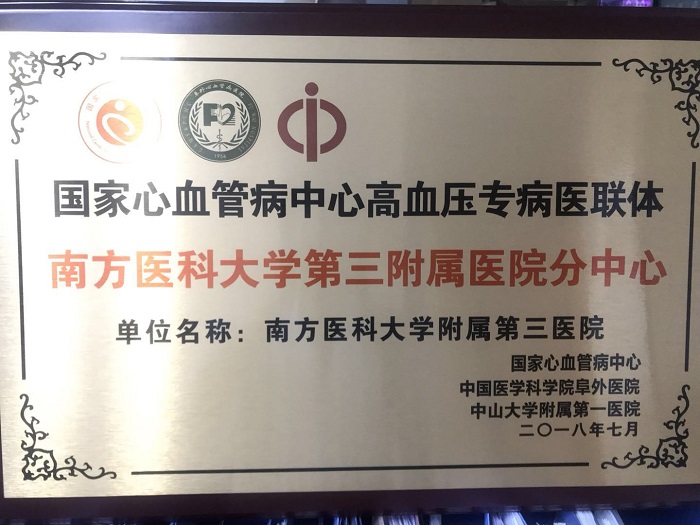 国家心血管病中心高血压专病医联体
南方医科大学第三附属医院分中心
单位名称：南方医科大学附属第三医院
国家心血管病中心
中国医学科学院阜外医院
中山大学附属第一医院
二〇一八年七月